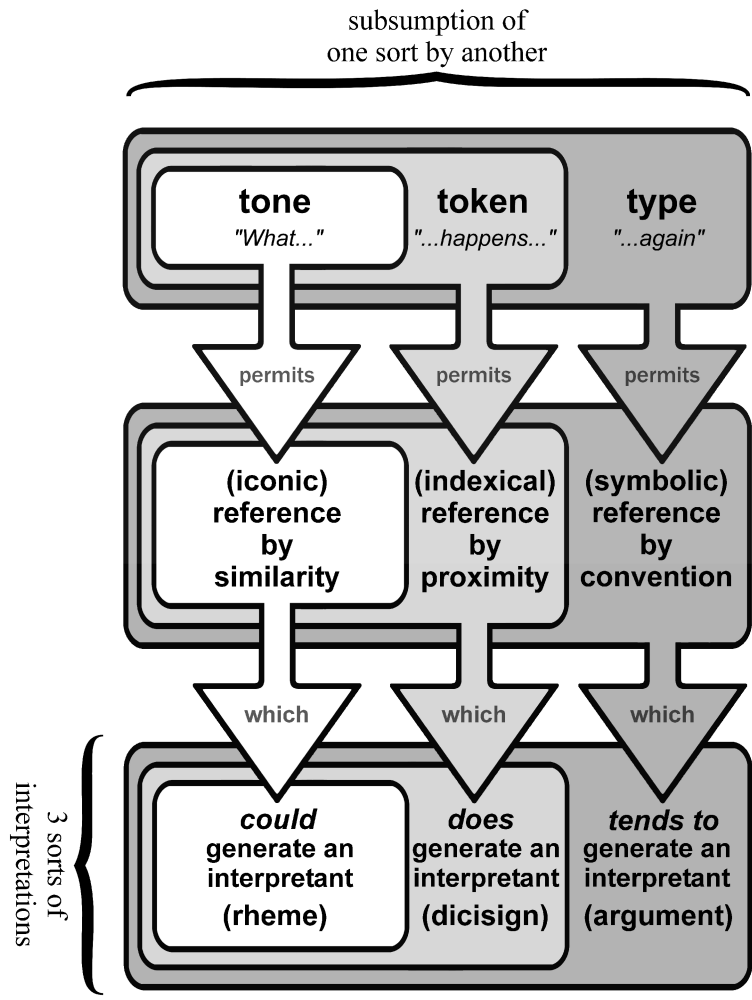 subsumption of
one sort by another
tone
"What..."
token
"...happens..."
type
"...again"
permits
permits
permits
(iconic)
reference
by
similarity
(indexical)
reference
by
proximity
(symbolic)
reference
by
convention
which
which
which
3 sorts of
interpretations
could
generate an
interpretant
(rheme)
does
generate an
interpretant
(dicisign)
tends to
generate an
interpretant
(argument)